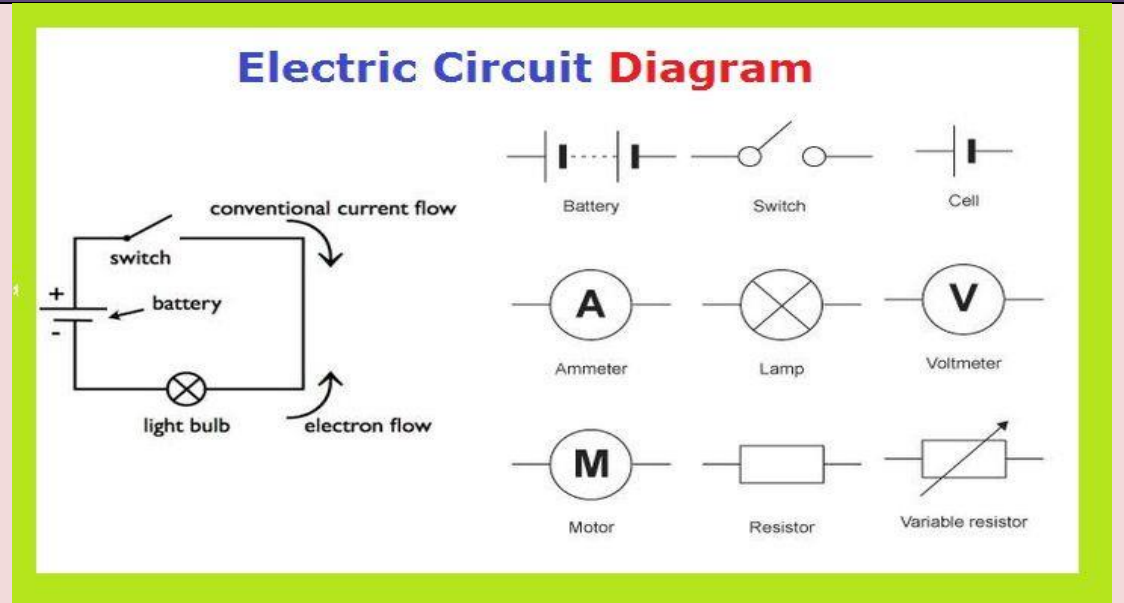 Electric Circuit Diagram
conventional current flow
switch
+
battery
-
light bulb
electron flow
Battery
Switch
Cell
A
Ammeter
Lamp
V
Voltmeter
M
Motor
Resistor
Variable resistor